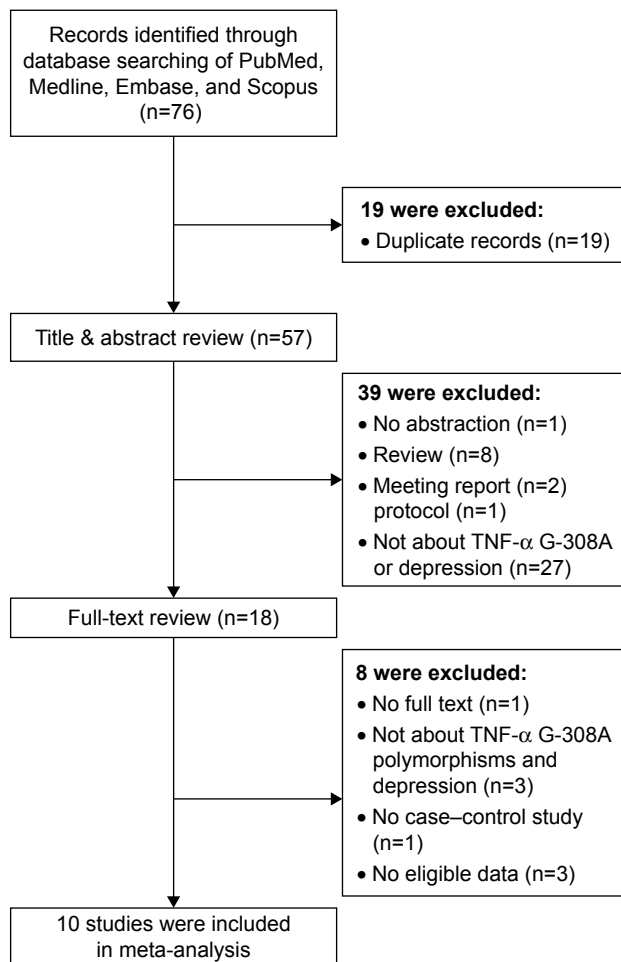 Records identified through
database searching of PubMed,
Medline, Embase, and Scopus
(n=76)
19 were excluded:
• Duplicate records (n=19)
Title & abstract review (n=57)
39 were excluded:
• No abstraction (n=1)
• Review (n=8)
• Meeting report (n=2)
protocol (n=1)
• Not about TNF-α G-308A
or depression (n=27)
Full-text review (n=18)
8 were excluded:
• No full text (n=1)
• Not about TNF-α G-308A
polymorphisms and
depression (n=3)
• No case–control study
(n=1)
• No eligible data (n=3)
10 studies were included
in meta-analysis